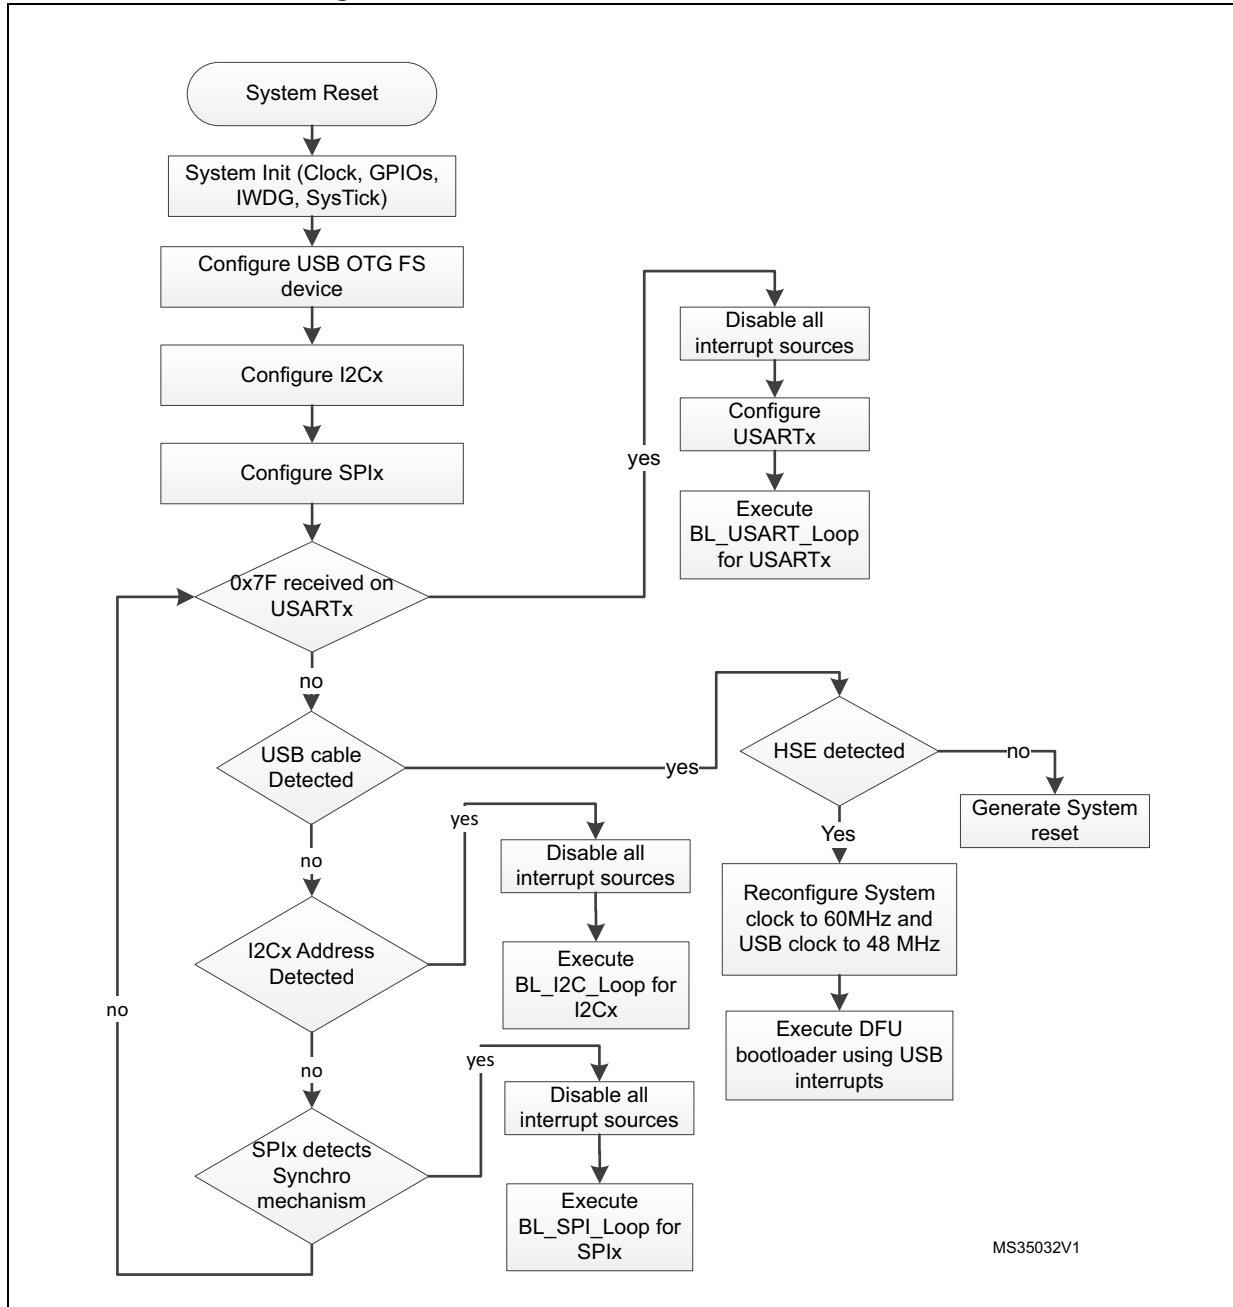 System Reset
System Init (Clock, GPIOs,
IWDG, SysTick)
Configure USB OTG FS
device
Configure I2Cx
Configure SPIx
0x7F received on
USARTx
yes
Disable all
interrupt sources
Configure
USARTx
Execute
BL_USART_Loop
for USARTx
no
USB cable
Detected
yes
HSE detected
no
Generate System
reset
Yes
Reconfigure System
clock to 60MHz and
USB clock to 48 MHz
Execute DFU
bootloader using USB
interrupts
no
I2Cx Address
Detected
yes
Disable all
interrupt sources
Execute
BL_I2C_Loop for
I2Cx
no
SPIx detects
Synchro
mechanism
yes
Disable all
interrupt sources
Execute
BL_SPI_Loop for
SPIx
no
MS35032V1